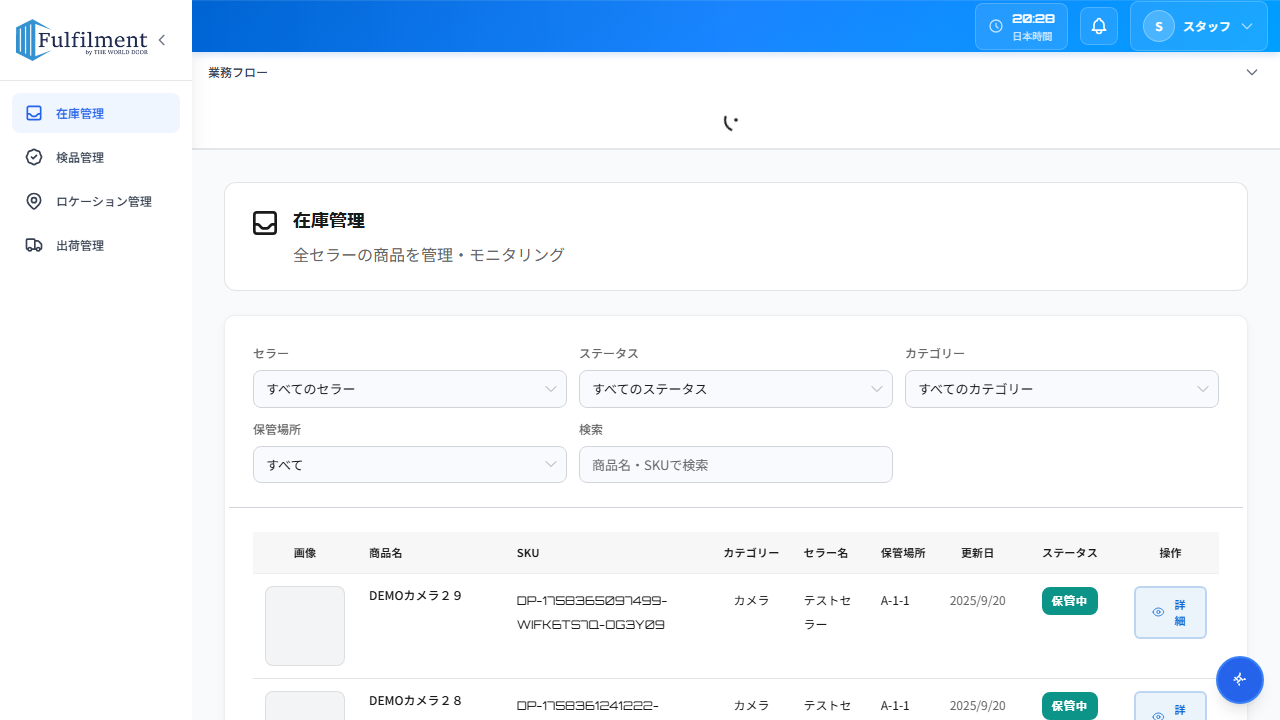 Fulfilment
by THE WORLD DOOR
20:28
日本時間
S スタッフ
業務フロー
在庫管理
検品管理
ロケーション管理
出荷管理
在庫管理
全セラーの商品を管理・モニタリング
セラー ステータス カテゴリー
すべてのセラー すべてのステータス すべてのカテゴリー
保管場所 検索
すべて 商品名・SKUで検索
画像 商品名 SKU カテゴリー セラー名 保管場所 更新日 ステータス 操作
DEMOカメラ２９ DP-1758365097499-WIFK6TS7Q-0G3Y09 カメラ テストセラー A-1-1 2025/9/20 保管中 詳細
DEMOカメラ２８ DP-1758361241222- カメラ テストセ A-1-1 2025/9/20 保管中 詳